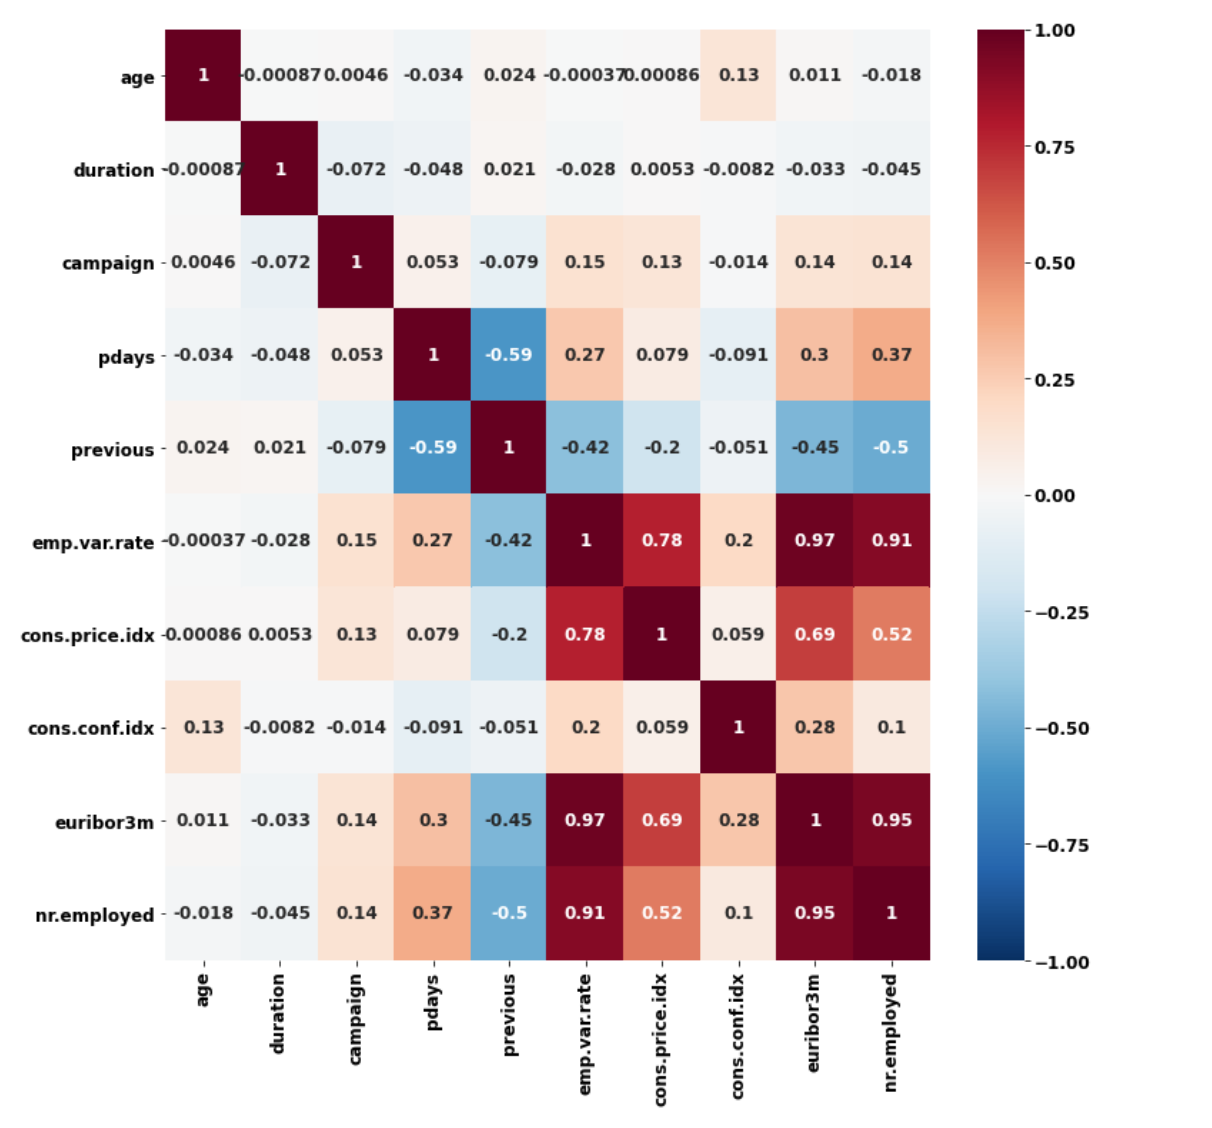 age 1 -0.00087 0.0046 -0.034 0.024 -0.00037 0.00086 0.13 0.011 -0.018
duration -0.00087 1 -0.072 -0.048 0.021 -0.028 0.0053 -0.0082 -0.033 -0.045
campaign 0.0046 -0.072 1 0.053 -0.079 0.15 0.13 -0.014 0.14 0.14
pdays -0.034 -0.048 0.053 1 -0.59 0.27 0.079 -0.091 0.3 0.37
previous 0.024 0.021 -0.079 -0.59 1 -0.42 -0.2 -0.051 -0.45 -0.5
emp.var.rate -0.00037 -0.028 0.15 0.27 -0.42 1 0.78 0.2 0.97 0.91
cons.price.idx 0.00086 0.0053 0.13 0.079 -0.2 0.78 1 0.059 0.69 0.52
cons.conf.idx 0.13 -0.0082 -0.014 -0.091 -0.051 0.2 0.059 1 0.28 0.1
euribor3m 0.011 -0.033 0.14 0.3 -0.45 0.97 0.69 0.28 1 0.95
nr.employed -0.018 -0.045 0.14 0.37 -0.5 0.91 0.52 0.1 0.95 1
age duration campaign pdays previous emp.var.rate cons.price.idx cons.conf.idx euribor3m nr.employed
1.00
0.75
0.50
0.25
0.00
−0.25
−0.50
−0.75
−1.00